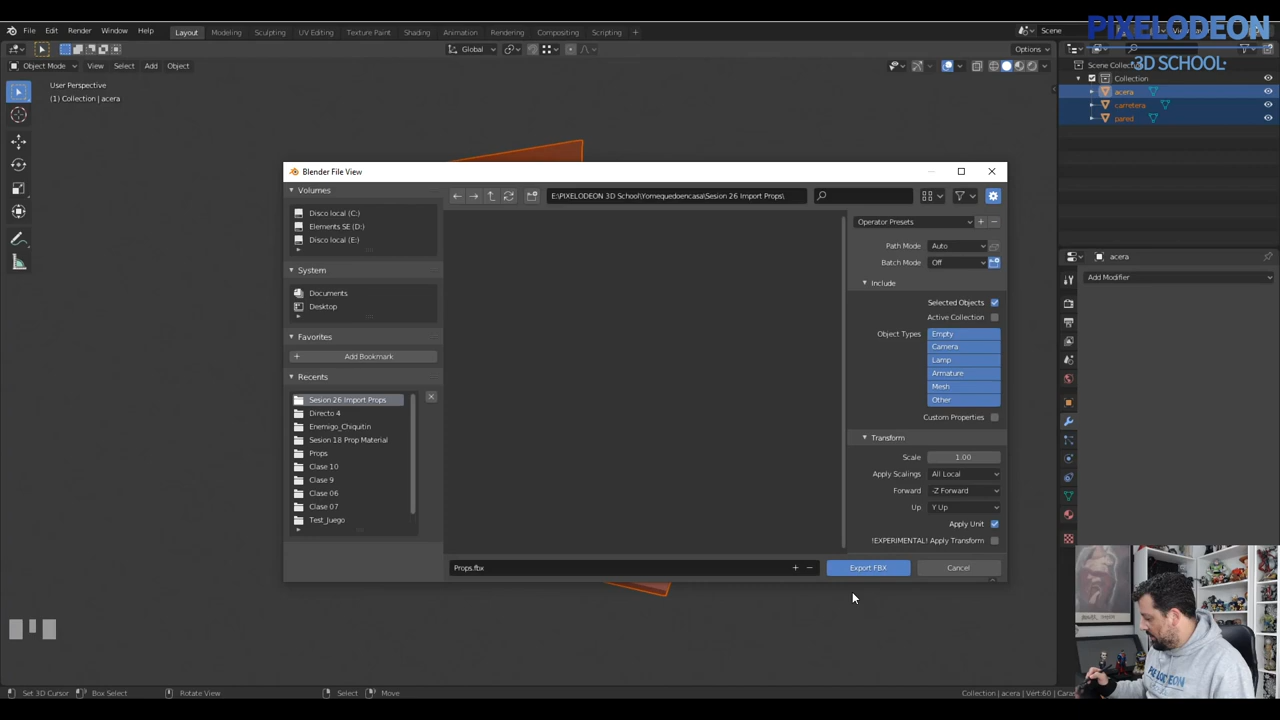 File Edit Render Window Help Layout Modeling Sculpting UV Editing Texture Paint Shading Animation Rendering Compositing Scripting Scene
PIXELODEON
·3D SCHOOL·
Global Options
Object Mode View Select Add Object
User Perspective
(1) Collection | acera
Collection
acera
carretera
pared
Blender File View
Volumes
Disco local (C:)
Elements SE (D:)
Disco local (E:)
System
Documents
Desktop
Favorites
Add Bookmark
Recents
Sesion 26 Import Props
Directo 4
Enemigo_Chiquitin
Sesion 18 Prop Material
Props
Clase 10
Clase 9
Clase 06
Clase 07
Test_Juego
E:\PIXELODEON 3D School\Yomequedoencasa\Sesion 26 Import Props\
Operator Presets
Path Mode Auto
Batch Mode Off
Include
Selected Objects
Active Collection
Object Types Empty
Camera
Lamp
Armature
Mesh
Other
Custom Properties
Transform
Scale 1.00
Apply Scalings All Local
Forward -Z Forward
Up Y Up
Apply Unit
!EXPERIMENTAL! Apply Transform
Props.fbx
Export FBX Cancel
acera
Add Modifier
Set 3D Cursor Box Select Rotate View Select Move